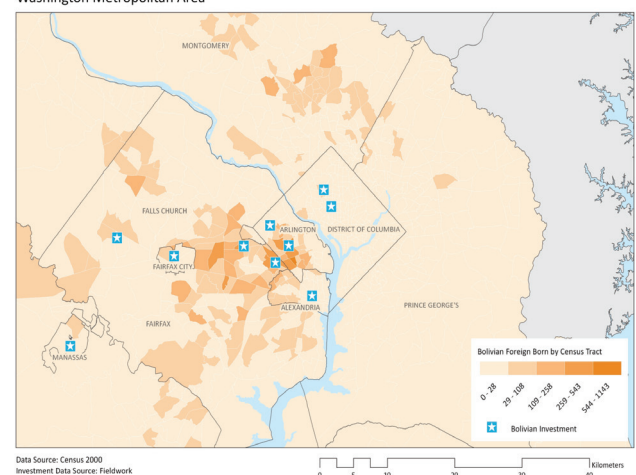 Washington Metropolitan Area
MONTGOMERY
FALLS CHURCH
ARLINGTON
DISTRICT OF COLUMBIA
FAIRFAX CITY
ALEXANDRIA
PRINCE GEORGE'S
FAIRFAX
MANASSAS
Bolivian Foreign Born by Census Tract
0 - 28
29 - 108
109 - 258
259 - 543
544 - 1143
Bolivian Investment
Data Source: Census 2000
Investment Data Source: Fieldwork
Kilometers
0 5 10 20 30 40